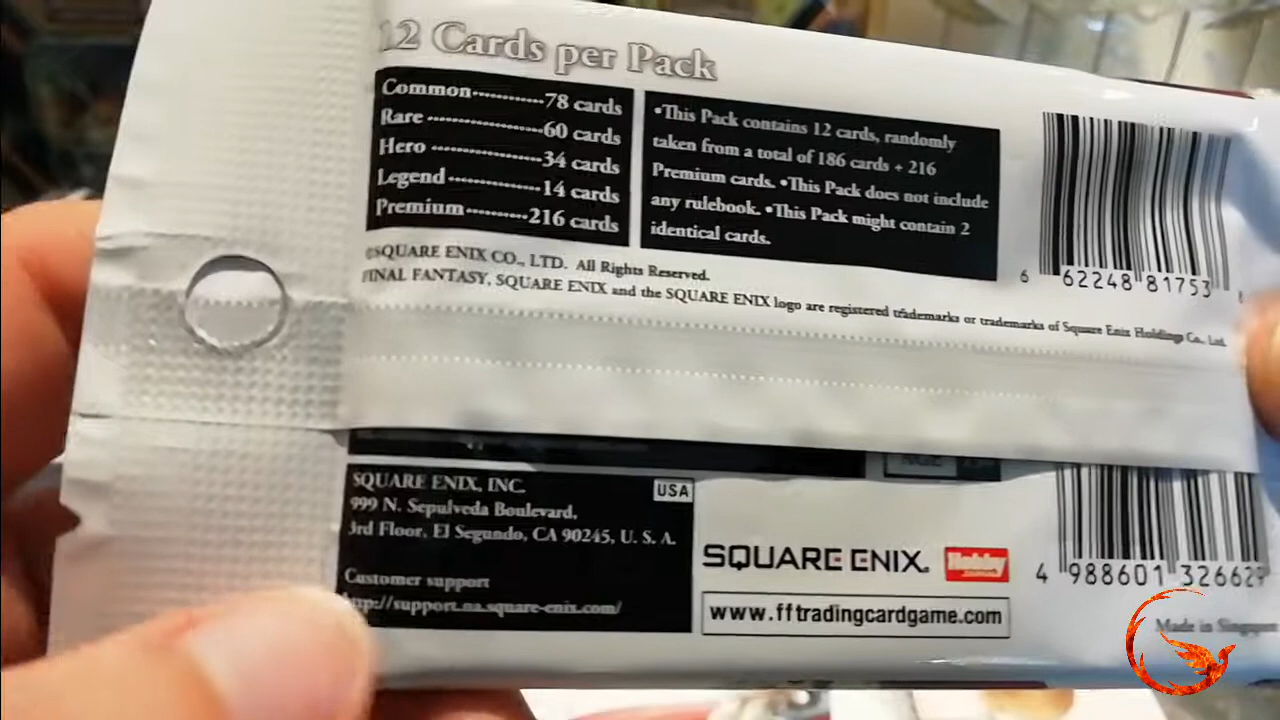 12 Cards per Pack
Common············78 cards
Rare ················60 cards
Hero ················34 cards
Legend·············14 cards
Premium··········216 cards
•This Pack contains 12 cards, randomly
taken from a total of 186 cards + 216
Premium cards. •This Pack does not include
any rulebook. •This Pack might contain 2
identical cards.
6 62248 81753
©SQUARE ENIX CO., LTD. All Rights Reserved.
FINAL FANTASY, SQUARE ENIX and the SQUARE ENIX logo are registered trademarks or trademarks of Square Enix Holdings Co., Ltd.
SQUARE ENIX, INC.
USA
999 N. Sepulveda Boulevard,
3rd Floor, El Segundo, CA 90245, U. S. A.
Customer support
http://support.na.square-enix.com/
SQUARE ENIX.
Hobby
www.fftradingcardgame.com
4 988601 326629
Made in Singapore